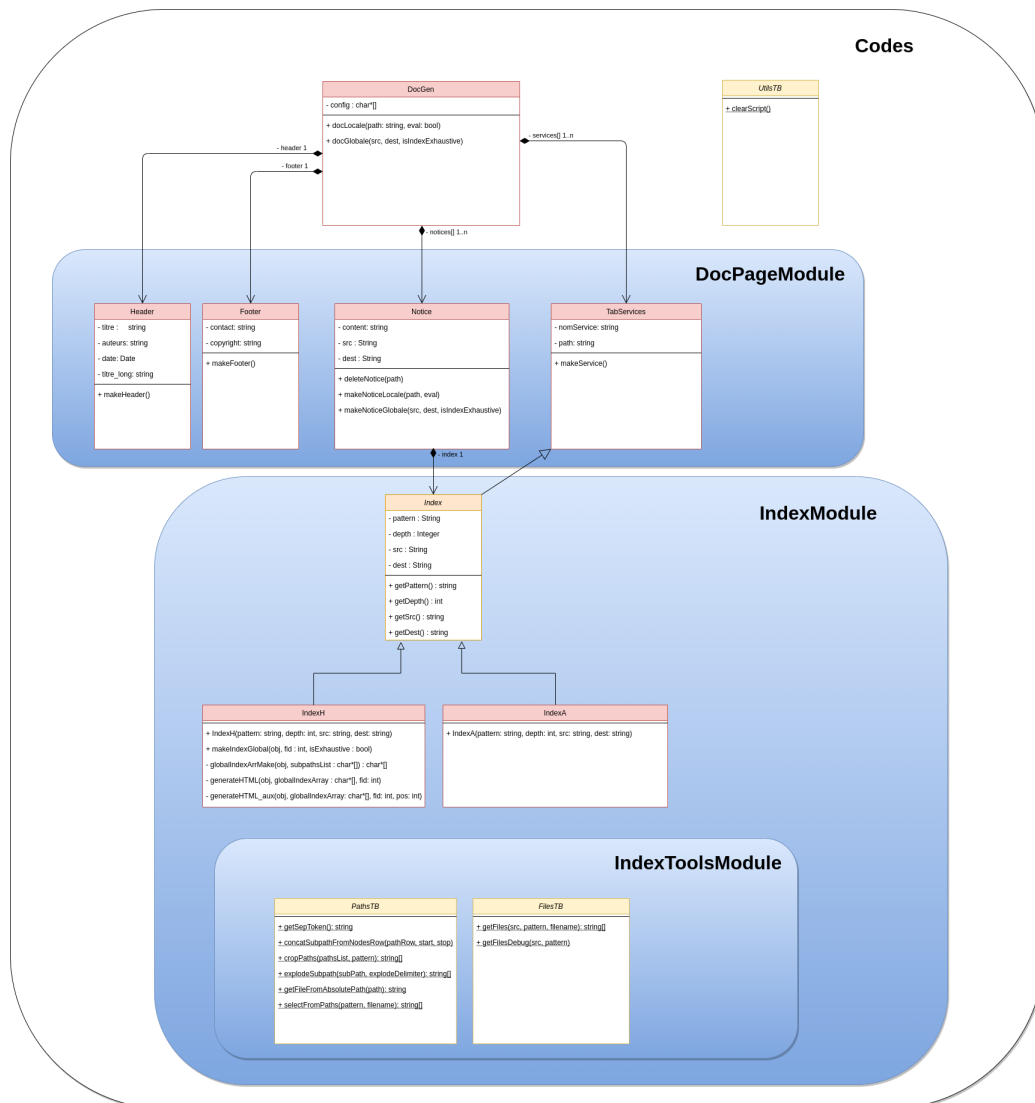 Codes
DocGen
- config : char*[]
+ docLocale(path: string, eval: bool)
+ docGlobale(src, dest, isIndexExhaustive)
UtilsTB
+ clearScript()
- header 1
- footer 1
- services[] 1..n
- notices[] 1..n
DocPageModule
Header
- titre : string
- auteurs: string
- date: Date
- titre_long: string
+ makeHeader()
Footer
- contact: string
- copyright: string
+ makeFooter()
Notice
- content: string
- src : String
- dest : String
+ deleteNotice(path)
+ makeNoticeLocale(path, eval)
+ makeNoticeGlobale(src, dest, isIndexExhaustive)
TabServices
- nomService: string
- path: string
+ makeService()
- index 1
IndexModule
Index
- pattern : String
- depth : Integer
- src : String
- dest : String
+ getPattern() : string
+ getDepth() : int
+ getSrc() : string
+ getDest() : string
IndexH
+ IndexH(pattern: string, depth: int, src: string, dest: string)
+ makeIndexGlobal(obj, fid : int, isExhaustive : bool)
- globalIndexArrMake(obj, subpathsList : char*[]) : char*[]
- generateHTML(obj, globalIndexArray : char*[], fid: int)
- generateHTML_aux(obj, globalIndexArray: char*[], fid: int, pos: int)
IndexA
+ IndexA(pattern: string, depth: int, src: string, dest: string)
IndexToolsModule
PathsTB
+ getSepToken(): string
+ concatSubpathFromNodesRow(pathRow, start, stop)
+ cropPaths(pathsList, pattern): string[]
+ explodeSubpath(subPath, explodeDelimiter): string[]
+ getFileFromAbsolutePath(path): string
+ selectFromPaths(pattern, filename): string[]
FilesTB
+ getFiles(src, pattern, filename): string[]
+ getFilesDebug(src, pattern)